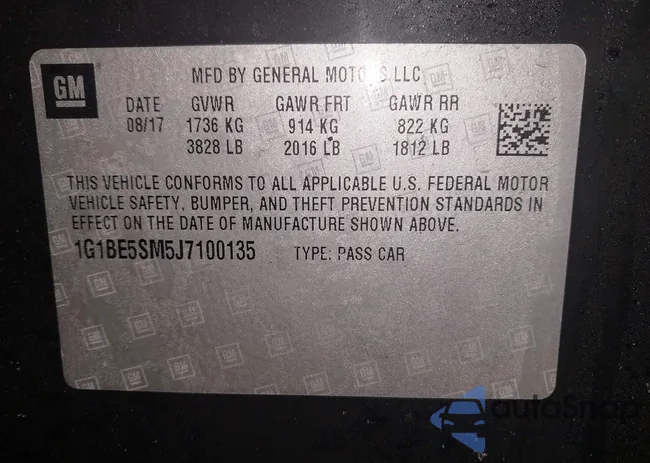 GM
MFD BY GENERAL MOTORS LLC
DATE GVWR GAWR FRT GAWR RR
08/17 1736 KG 914 KG 822 KG
3828 LB 2016 LB 1812 LB
THIS VEHICLE CONFORMS TO ALL APPLICABLE U.S. FEDERAL MOTOR
VEHICLE SAFETY, BUMPER, AND THEFT PREVENTION STANDARDS IN
EFFECT ON THE DATE OF MANUFACTURE SHOWN ABOVE.
1G1BE5SM5J7100135 TYPE: PASS CAR
autoSnap